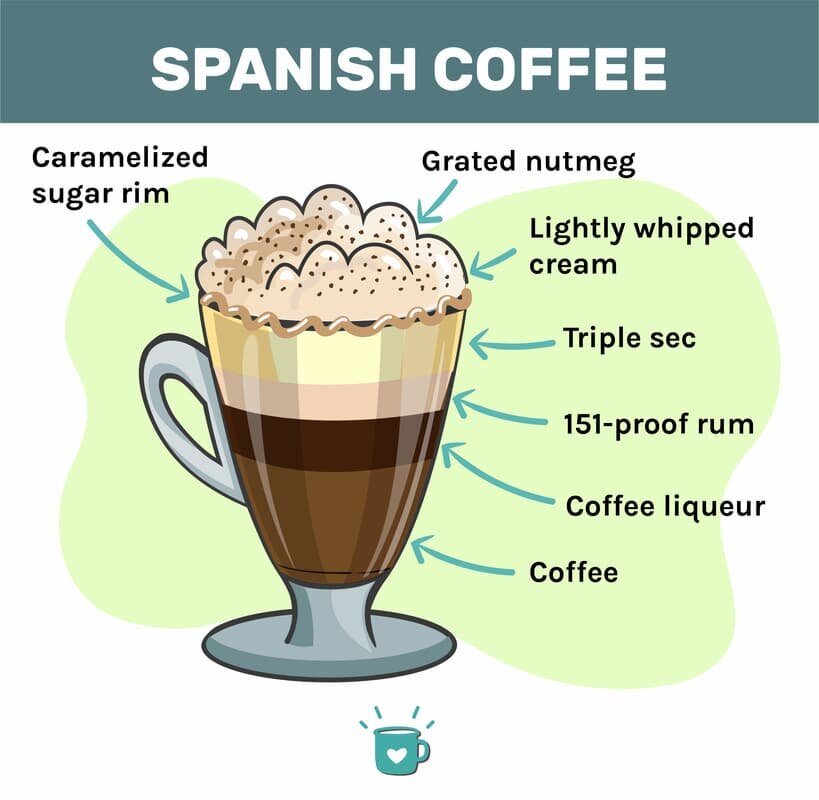 SPANISH COFFEE
Caramelized
sugar rim
Grated nutmeg
Lightly whipped
cream
Triple sec
151-proof rum
Coffee liqueur
Coffee